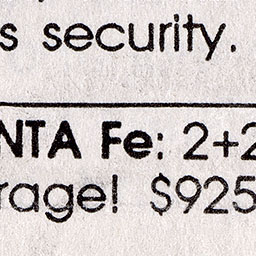 s security.
NTA Fe: 2+2
rage! $925